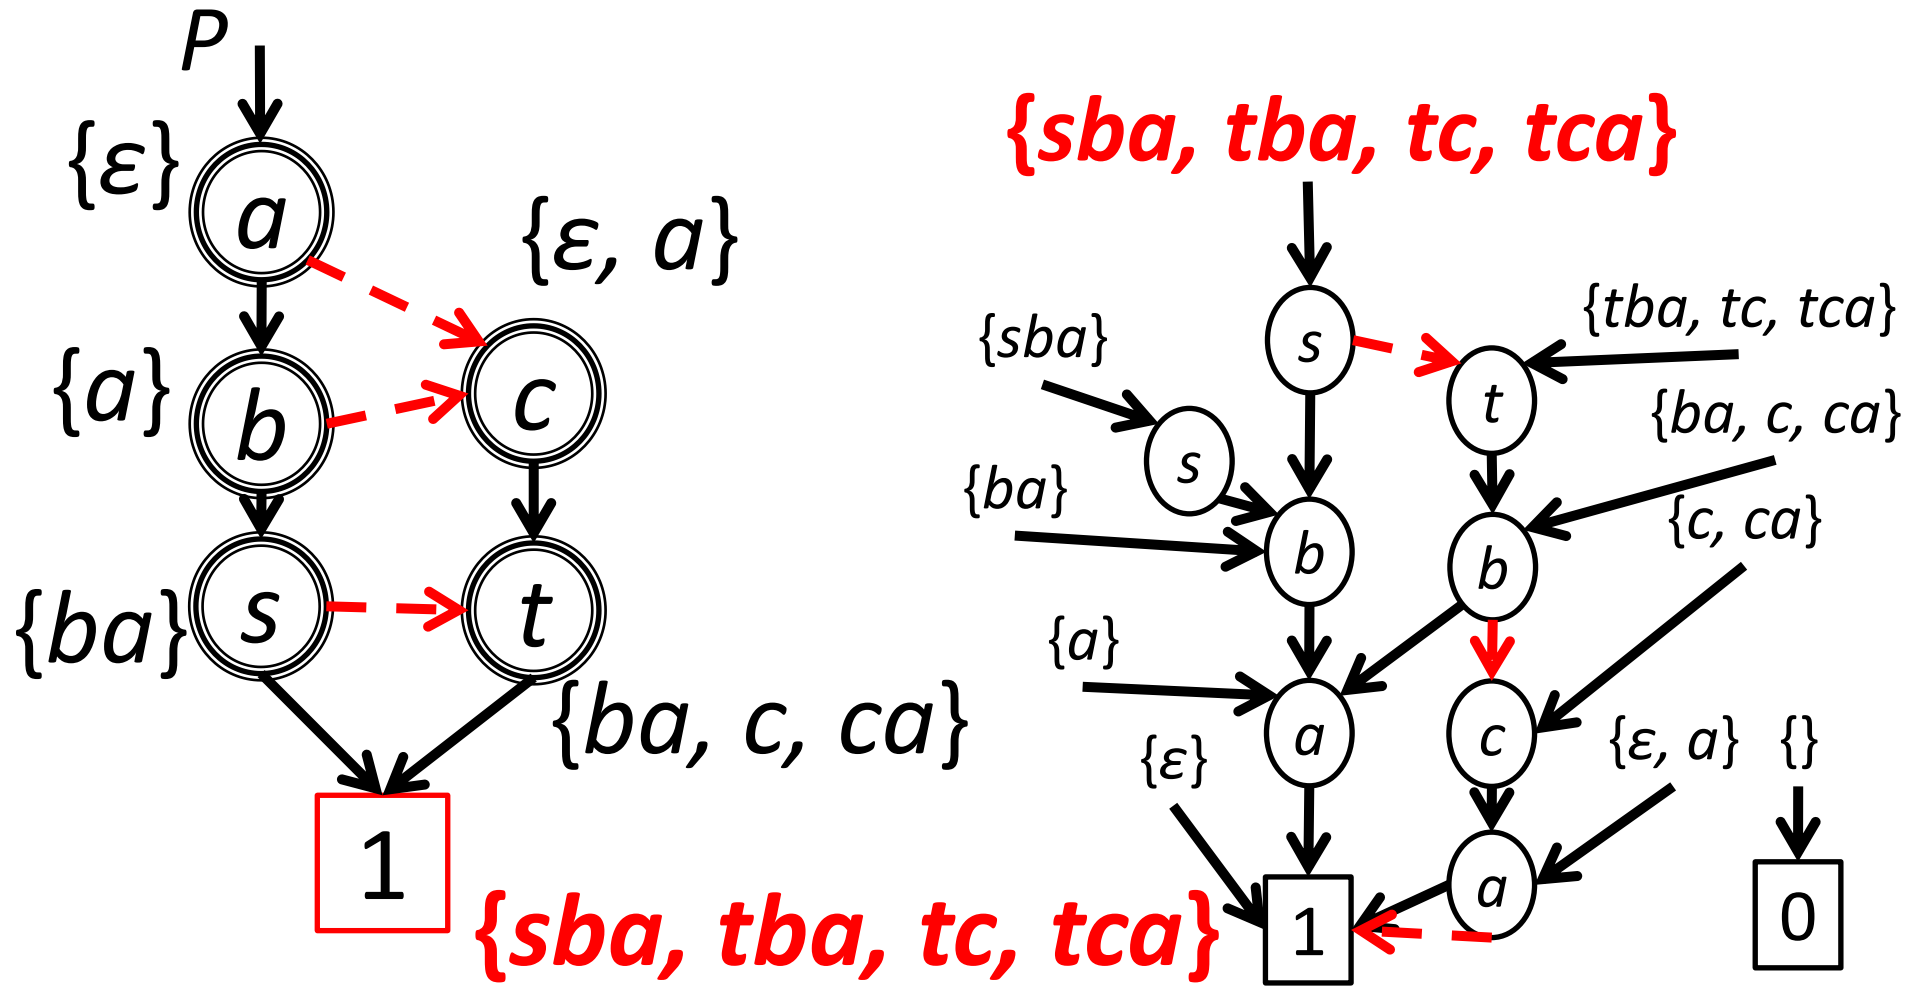 P
{ε}
a
{ε, a}
{a}
b
c
{ba}
s
t
{ba, c, ca}
1
{sba, tba, tc, tca}
{sba, tba, tc, tca}
s
{sba}
{tba, tc, tca}
t
s
{ba, c, ca}
{ba}
b
b
{c, ca}
{a}
a
c
{ε}
{ε, a}
{}
1
a
0